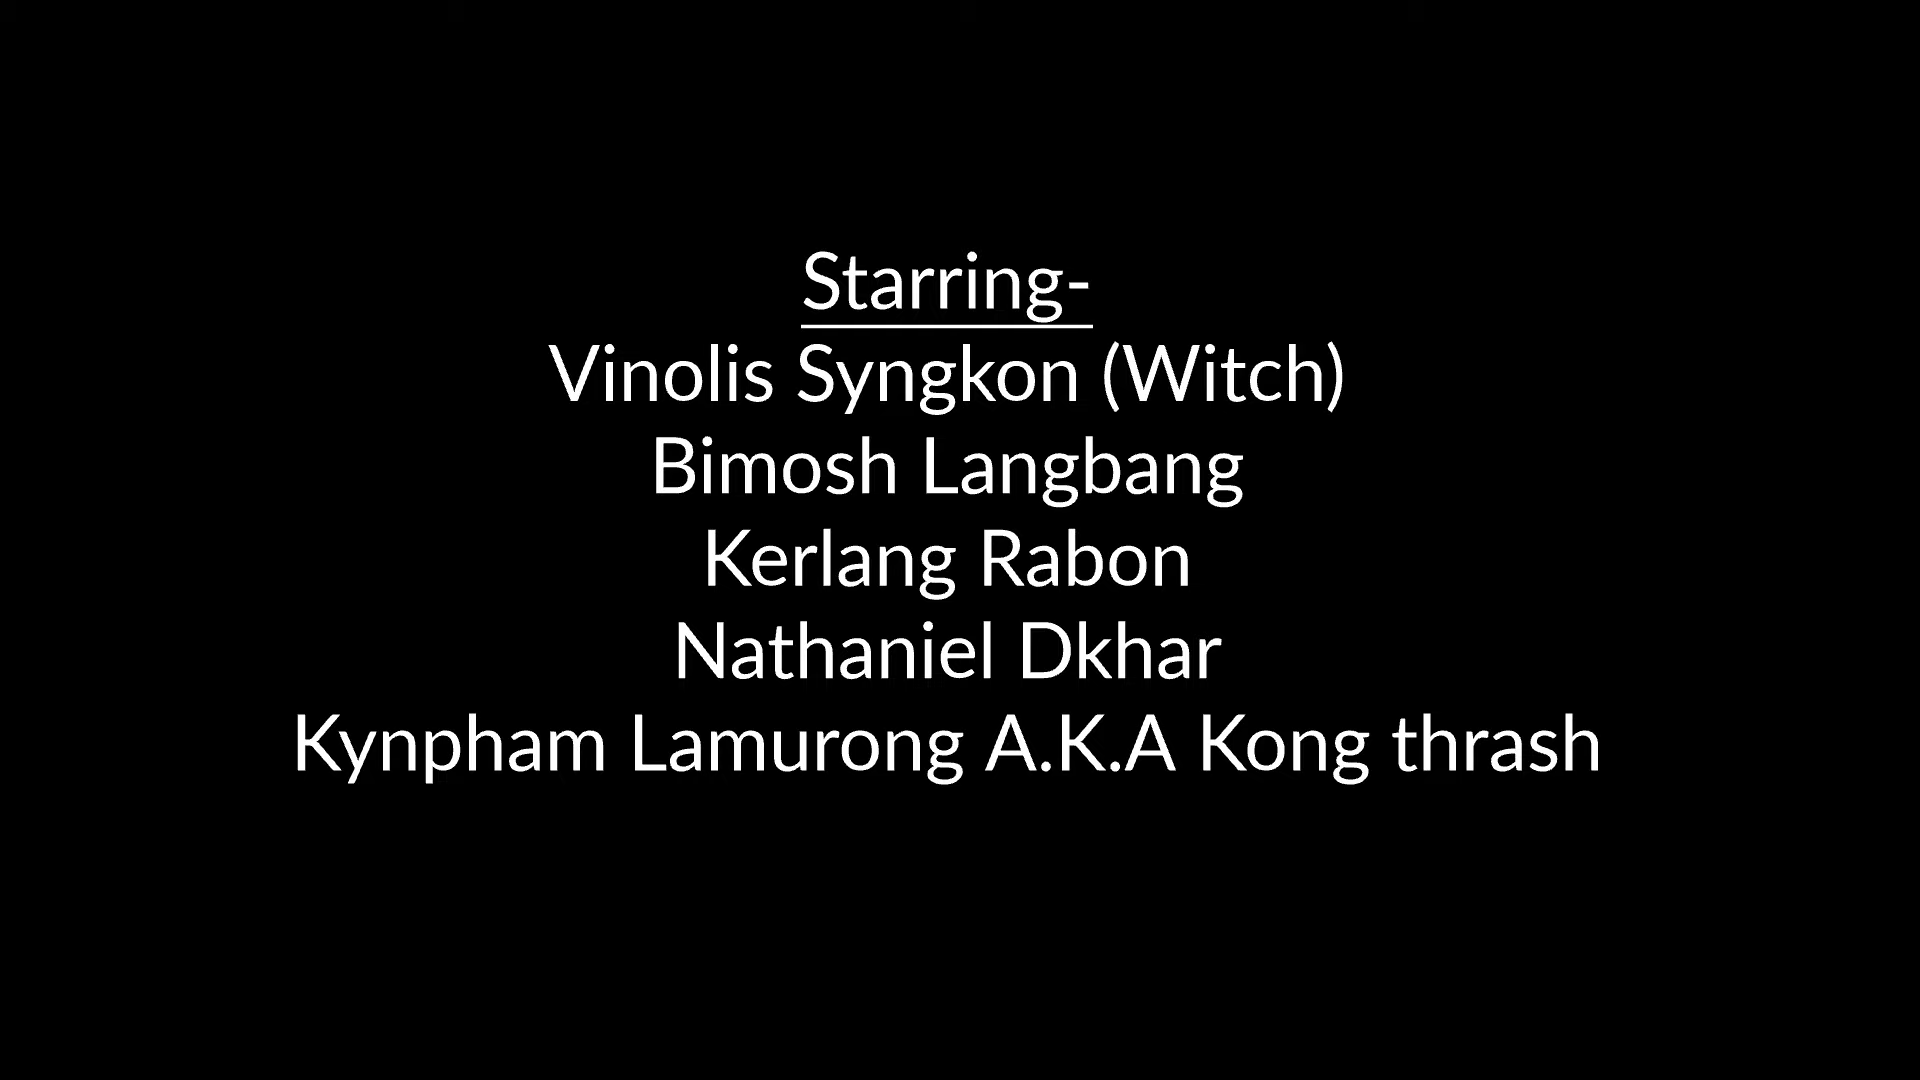 Starring-
Vinolis Syngkon (Witch)
Bimosh Langbang
Kerlang Rabon
Nathaniel Dkhar
Kynpham Lamurong A.K.A Kong thrash